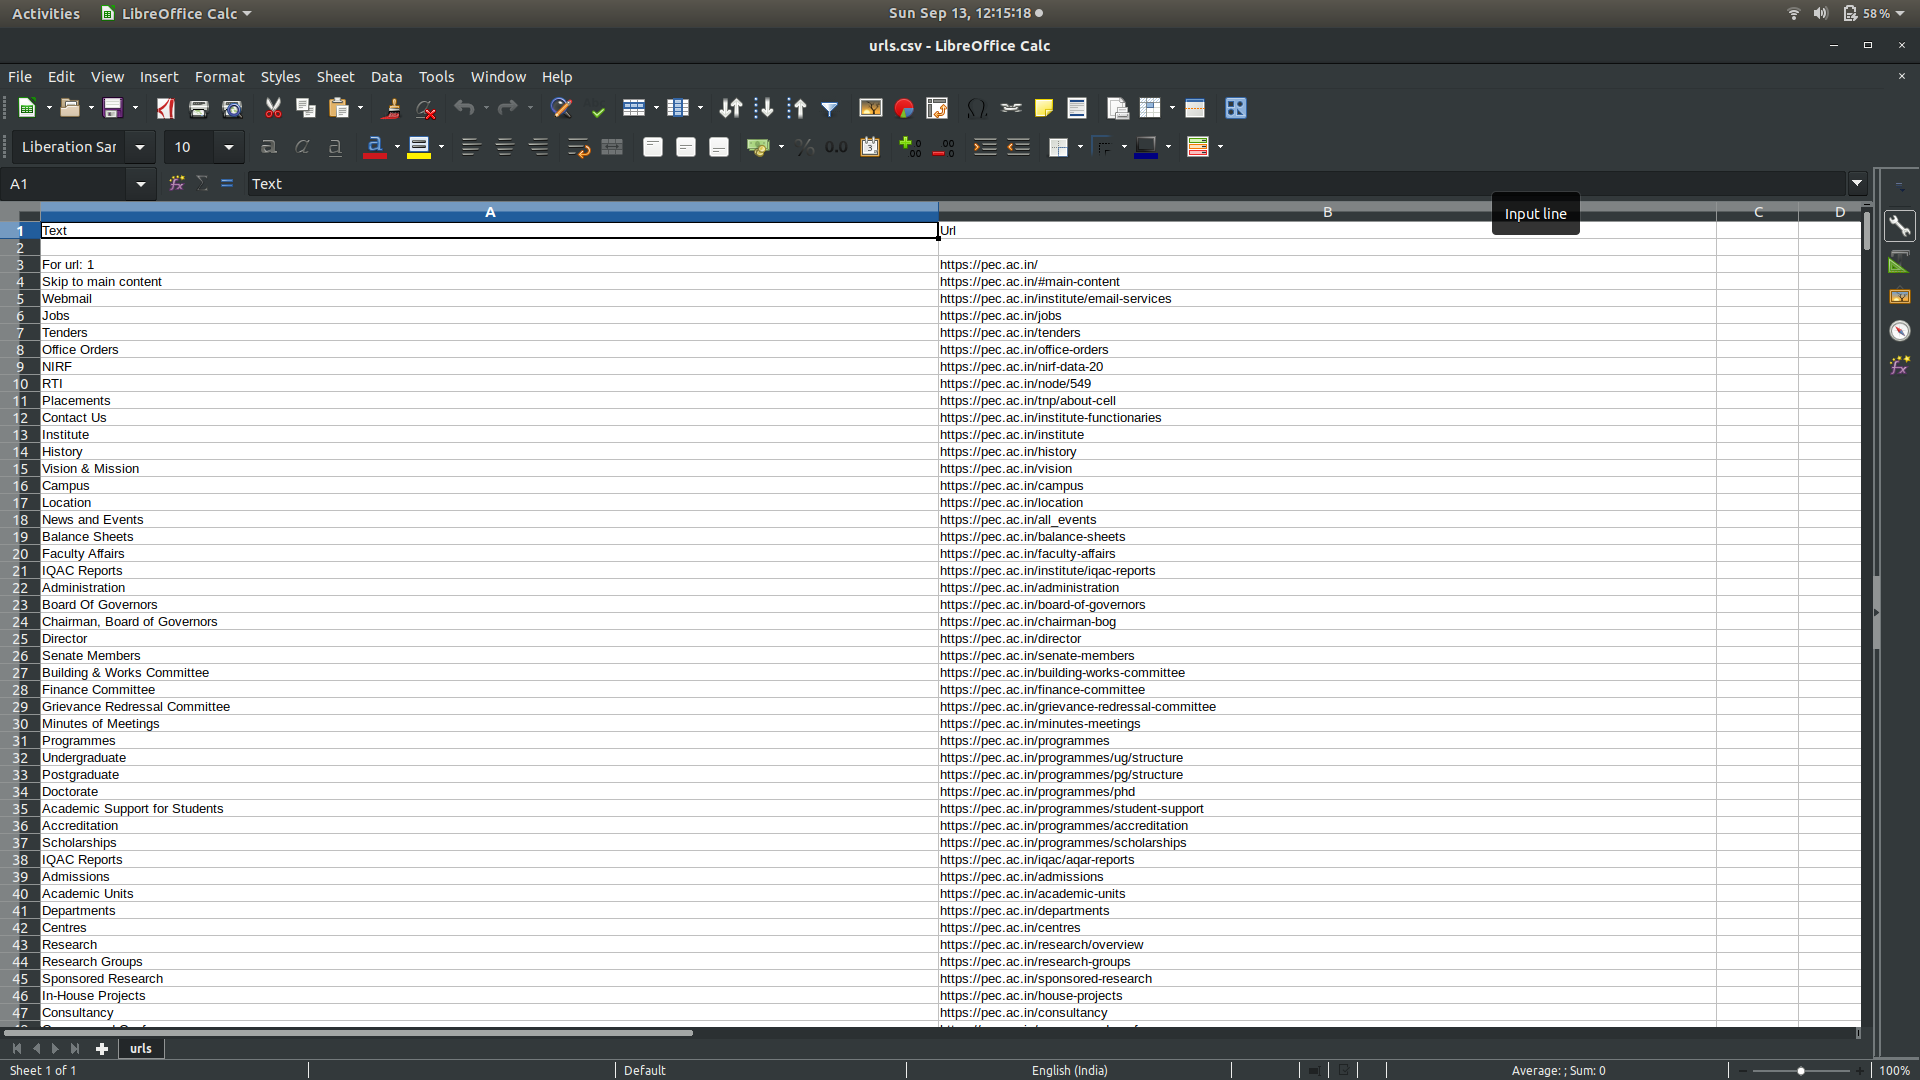 Activities LibreOffice Calc Sun Sep 13, 12:15:18 58 %
urls.csv - LibreOffice Calc
File Edit View Insert Format Styles Sheet Data Tools Window Help
Liberation Sar 10
A1 Text
Input line
A B C D
1 Text Url
2
3 For url: 1 https://pec.ac.in/
4 Skip to main content https://pec.ac.in/#main-content
5 Webmail https://pec.ac.in/institute/email-services
6 Jobs https://pec.ac.in/jobs
7 Tenders https://pec.ac.in/tenders
8 Office Orders https://pec.ac.in/office-orders
9 NIRF https://pec.ac.in/nirf-data-20
10 RTI https://pec.ac.in/node/549
11 Placements https://pec.ac.in/tnp/about-cell
12 Contact Us https://pec.ac.in/institute-functionaries
13 Institute https://pec.ac.in/institute
14 History https://pec.ac.in/history
15 Vision & Mission https://pec.ac.in/vision
16 Campus https://pec.ac.in/campus
17 Location https://pec.ac.in/location
18 News and Events https://pec.ac.in/all_events
19 Balance Sheets https://pec.ac.in/balance-sheets
20 Faculty Affairs https://pec.ac.in/faculty-affairs
21 IQAC Reports https://pec.ac.in/institute/iqac-reports
22 Administration https://pec.ac.in/administration
23 Board Of Governors https://pec.ac.in/board-of-governors
24 Chairman, Board of Governors https://pec.ac.in/chairman-bog
25 Director https://pec.ac.in/director
26 Senate Members https://pec.ac.in/senate-members
27 Building & Works Committee https://pec.ac.in/building-works-committee
28 Finance Committee https://pec.ac.in/finance-committee
29 Grievance Redressal Committee https://pec.ac.in/grievance-redressal-committee
30 Minutes of Meetings https://pec.ac.in/minutes-meetings
31 Programmes https://pec.ac.in/programmes
32 Undergraduate https://pec.ac.in/programmes/ug/structure
33 Postgraduate https://pec.ac.in/programmes/pg/structure
34 Doctorate https://pec.ac.in/programmes/phd
35 Academic Support for Students https://pec.ac.in/programmes/student-support
36 Accreditation https://pec.ac.in/programmes/accreditation
37 Scholarships https://pec.ac.in/programmes/scholarships
38 IQAC Reports https://pec.ac.in/iqac/aqar-reports
39 Admissions https://pec.ac.in/admissions
40 Academic Units https://pec.ac.in/academic-units
41 Departments https://pec.ac.in/departments
42 Centres https://pec.ac.in/centres
43 Research https://pec.ac.in/research/overview
44 Research Groups https://pec.ac.in/research-groups
45 Sponsored Research https://pec.ac.in/sponsored-research
46 In-House Projects https://pec.ac.in/house-projects
47 Consultancy https://pec.ac.in/consultancy
urls
Sheet 1 of 1 Default English (India) Average: ; Sum: 0 100%